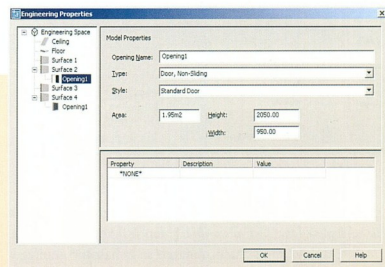 Engineering Properties
Engineering Space
Ceiling
Floor
Surface 1
Surface 2
Opening1
Surface 3
Surface 4
Opening1
Model Properties
Opening Name: Opening1
Type: Door, Non-Sliding
Style: Standard Door
Area: 1.95m2 Height: 2050.00
Width: 950.00
Property Description Value
*NONE*
OK Cancel Help